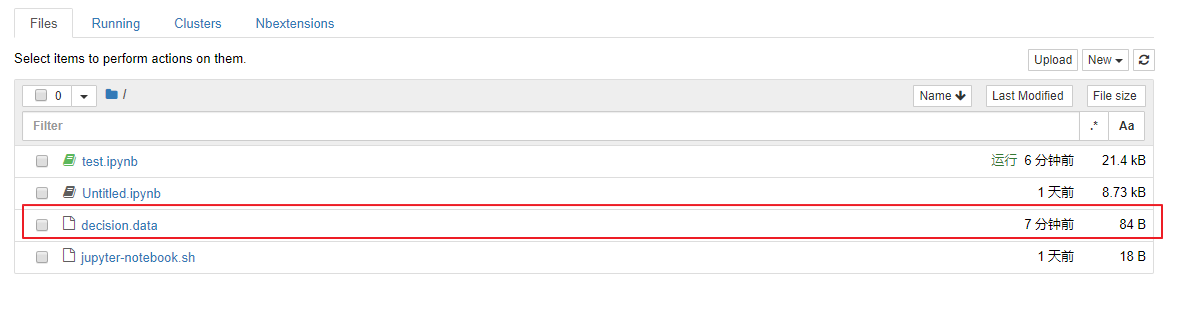 Files Running Clusters Nbextensions
Select items to perform actions on them. Upload New
0 / Name Last Modified File size
Filter .* Aa
test.ipynb 运行 6 分钟前 21.4 kB
Untitled.ipynb 1 天前 8.73 kB
decision.data 7 分钟前 84 B
jupyter-notebook.sh 1 天前 18 B